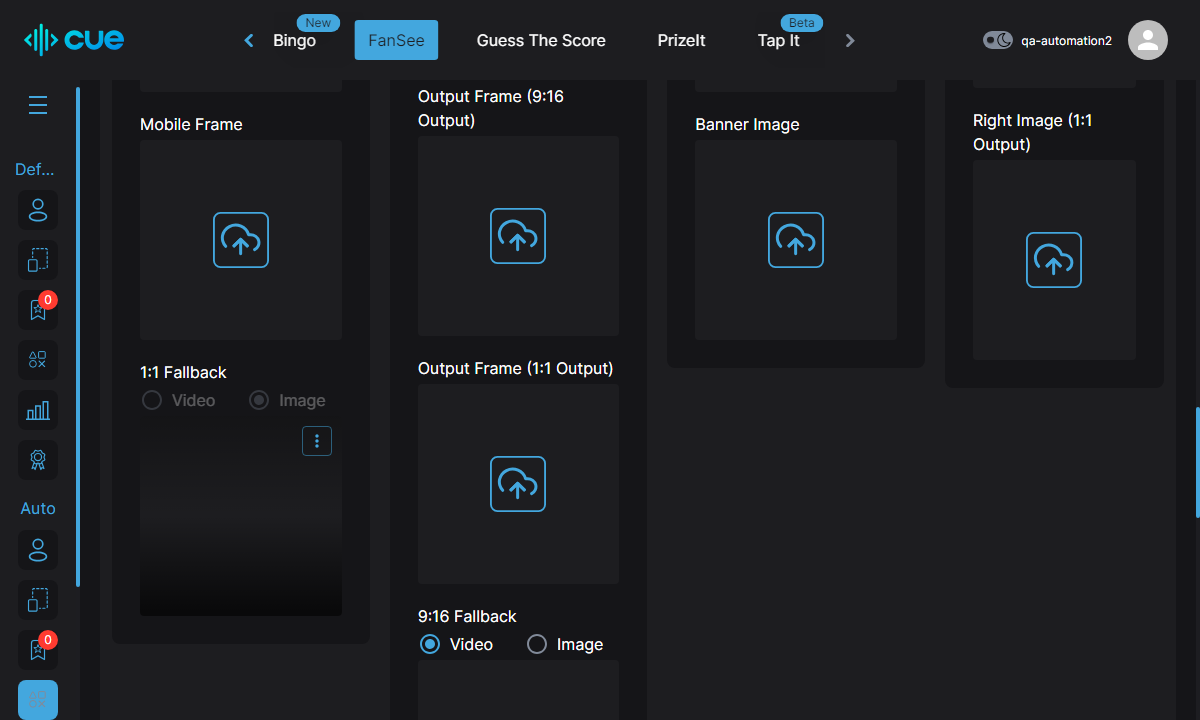 cue
New
Bingo
FanSee
Guess The Score
PrizeIt
Beta
Tap It
qa-automation2
Def...
0
Auto
0
Mobile Frame
1:1 Fallback
Video
Image
Output Frame (9:16
Output)
Output Frame (1:1 Output)
9:16 Fallback
Video
Image
Banner Image
Right Image (1:1
Output)